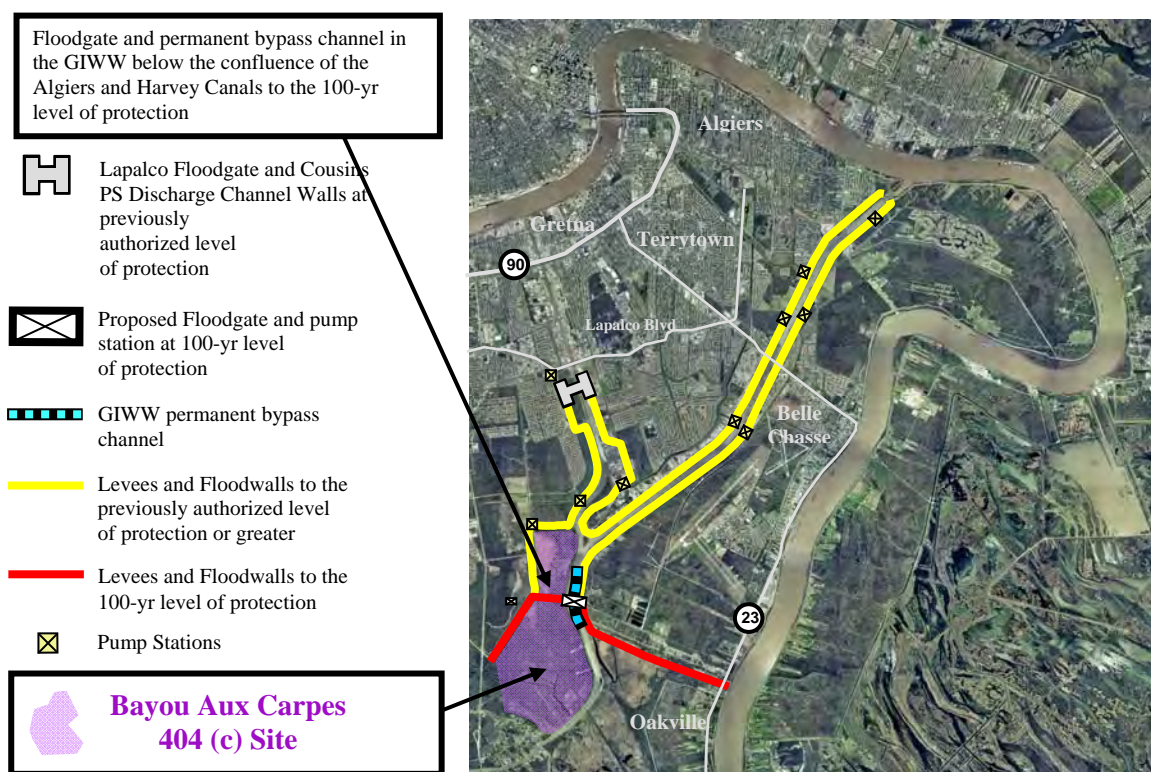 Floodgate and permanent bypass channel in
the GIWW below the confluence of the
Algiers and Harvey Canals to the 100-yr
level of protection
Lapalco Floodgate and Cousins
PS Discharge Channel Walls at
previously
authorized level
of protection
Proposed Floodgate and pump
station at 100-yr level
of protection
GIWW permanent bypass
channel
Levees and Floodwalls to the
previously authorized level
of protection or greater
Levees and Floodwalls to the
100-yr level of protection
Pump Stations
Bayou Aux Carpes
404 (c) Site
Algiers
Gretna
Terrytown
90
Lapalco Blvd
Belle
Chasse
23
Oakville